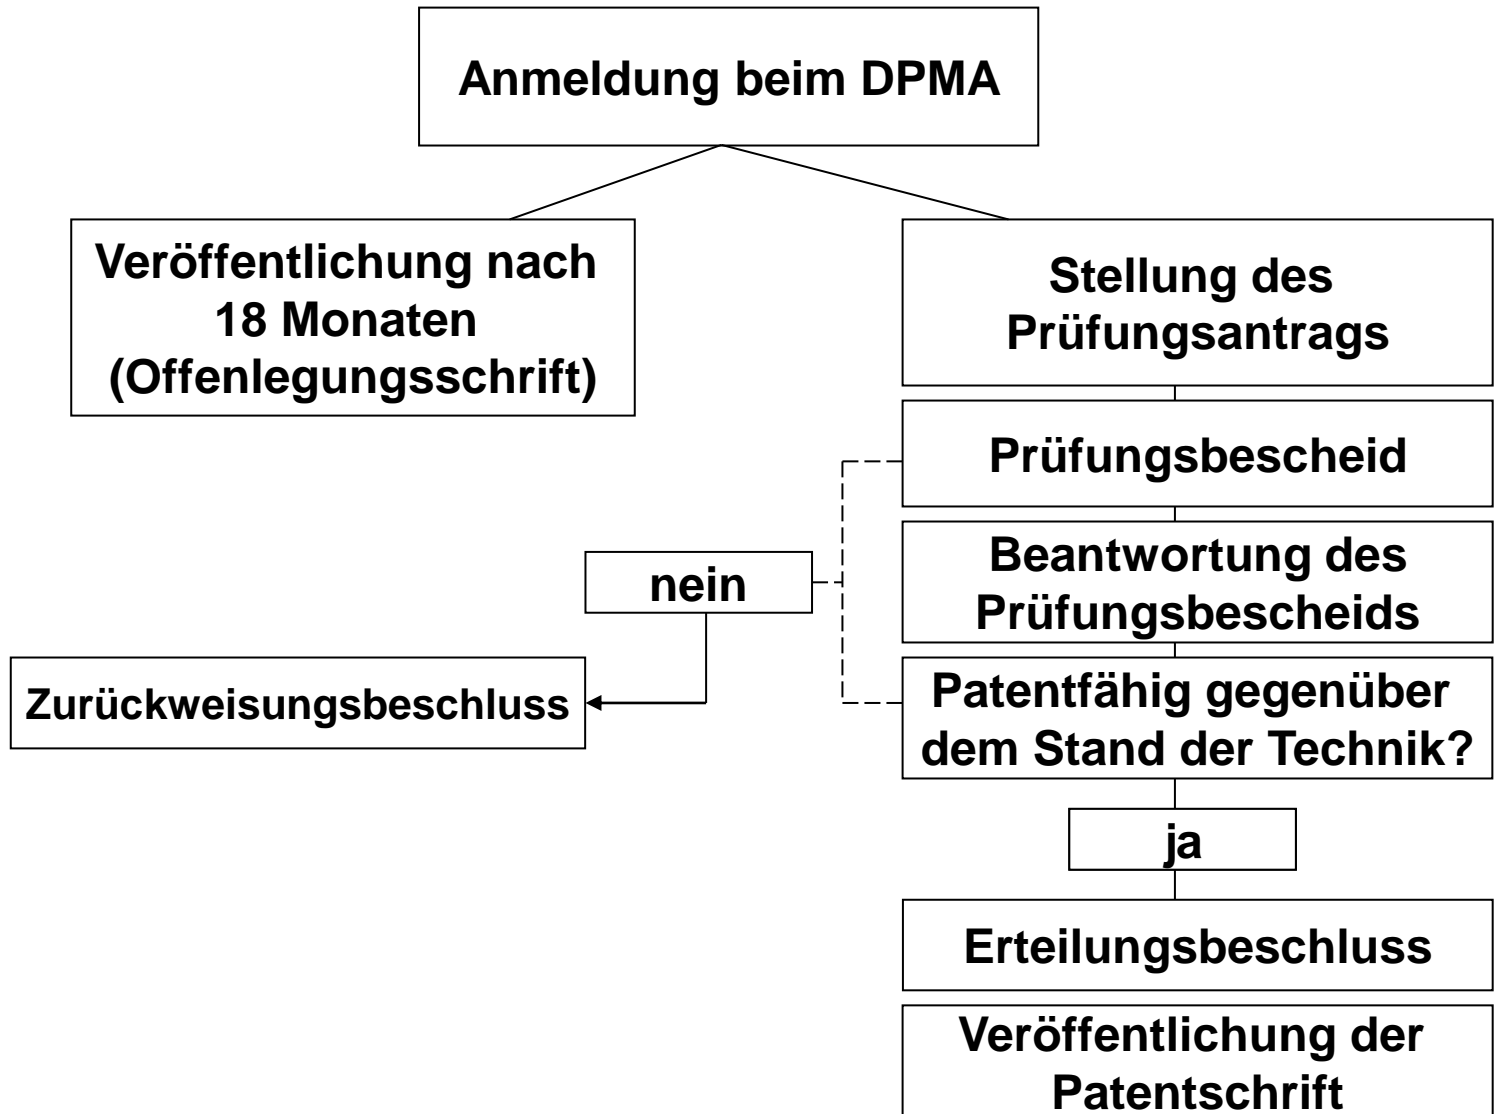 Anmeldung beim DPMA
Veröffentlichung nach
18 Monaten
(Offenlegungsschrift)
Stellung des
Prüfungsantrags
Prüfungsbescheid
Beantwortung des
Prüfungsbescheids
nein
Zurückweisungsbeschluss
Patentfähig gegenüber
dem Stand der Technik?
ja
Erteilungsbeschluss
Veröffentlichung der
Patentschrift